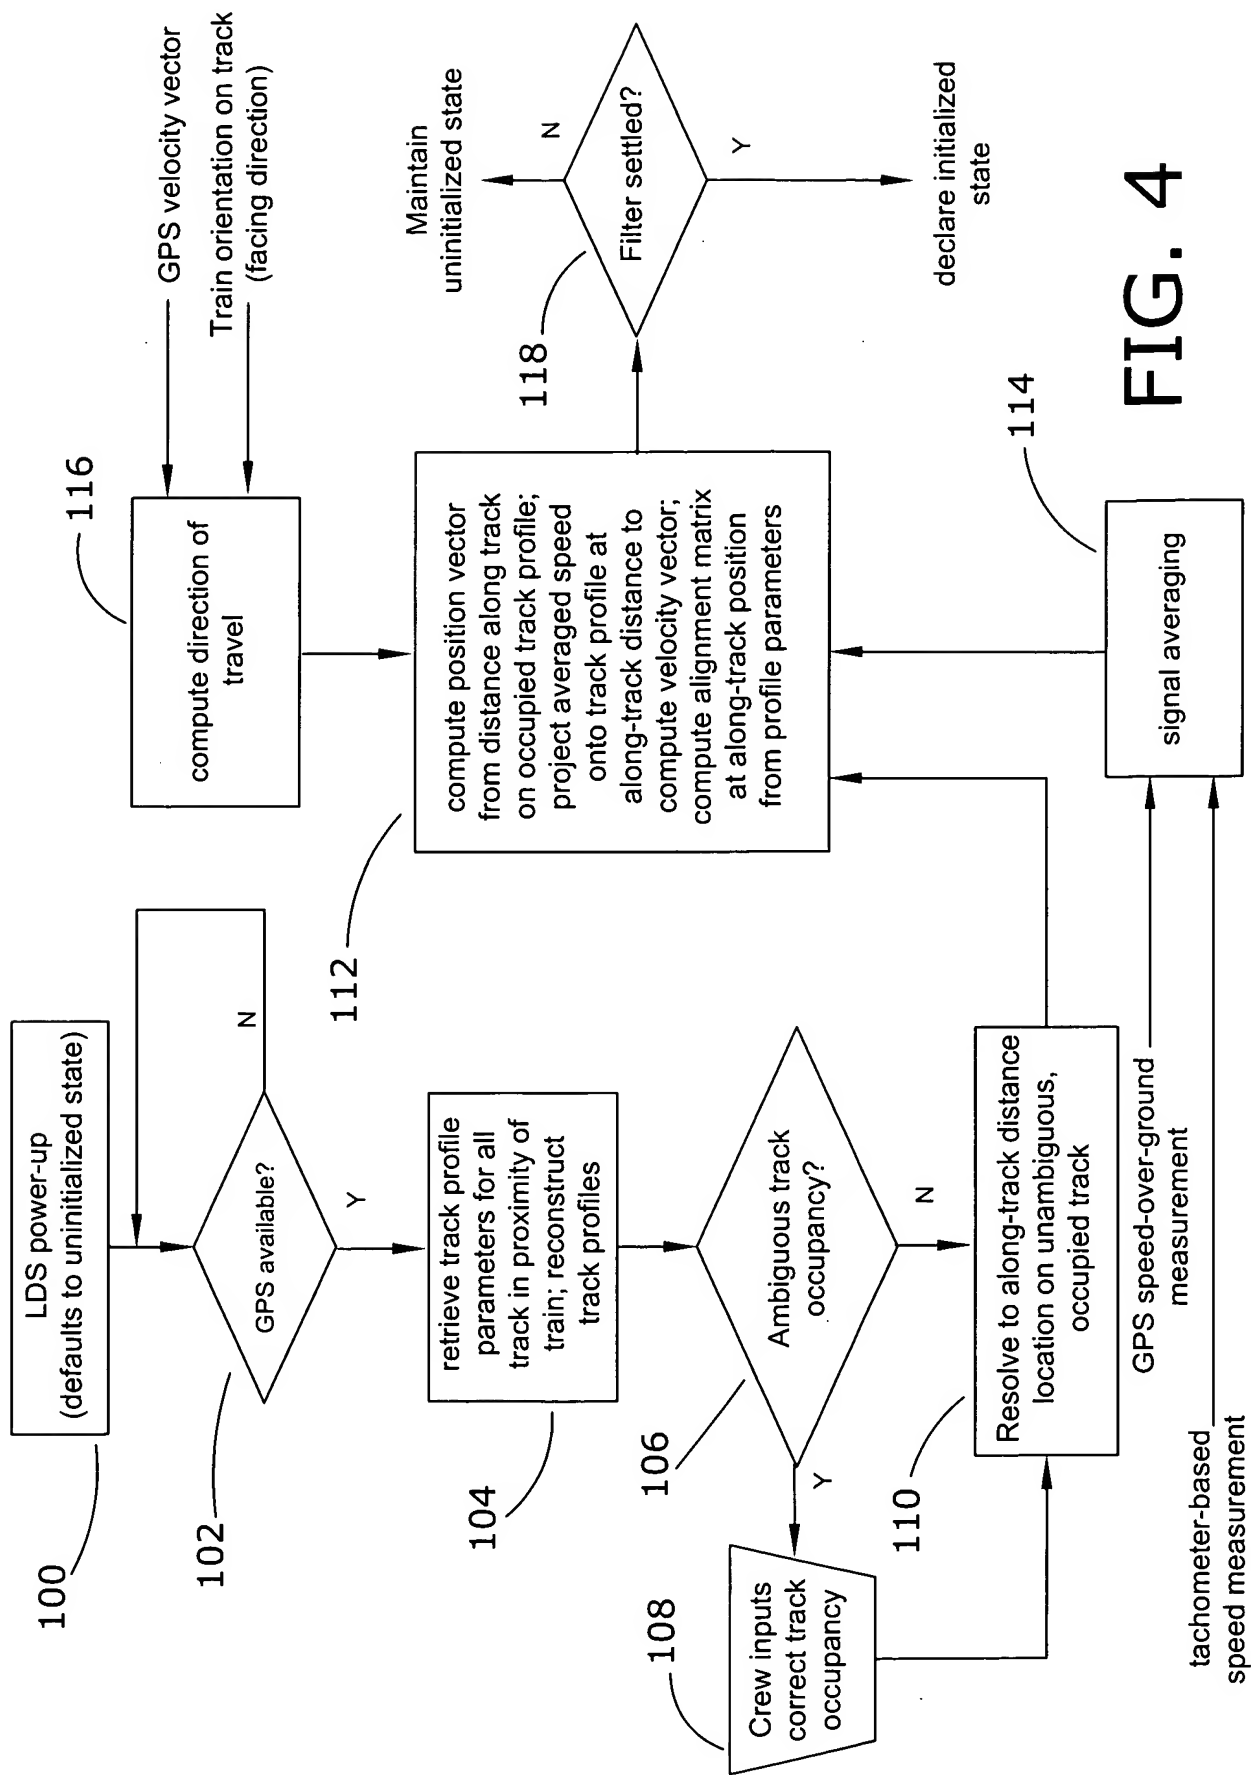 100
LDS power-up
(defaults to uninitialized state)
102
GPS available?
N
Y
104
retrieve track profile
parameters for all
track in proximity of
train; reconstruct
track profiles
106
Ambiguous track
occupancy?
Y
N
108
Crew inputs
correct track
occupancy
110
Resolve to along-track distance
location on unambiguous,
occupied track
GPS speed-over-ground
measurement
tachometer-based
speed measurement
114
signal averaging
116
compute direction of
travel
GPS velocity vector
Train orientation on track
(facing direction)
112
compute position vector
from distance along track
on occupied track profile;
project averaged speed
onto track profile at
along-track distance to
compute velocity vector;
compute alignment matrix
at along-track position
from profile parameters
118
Filter settled?
N
Maintain
uninitialized state
Y
declare initialized
state
FIG. 4